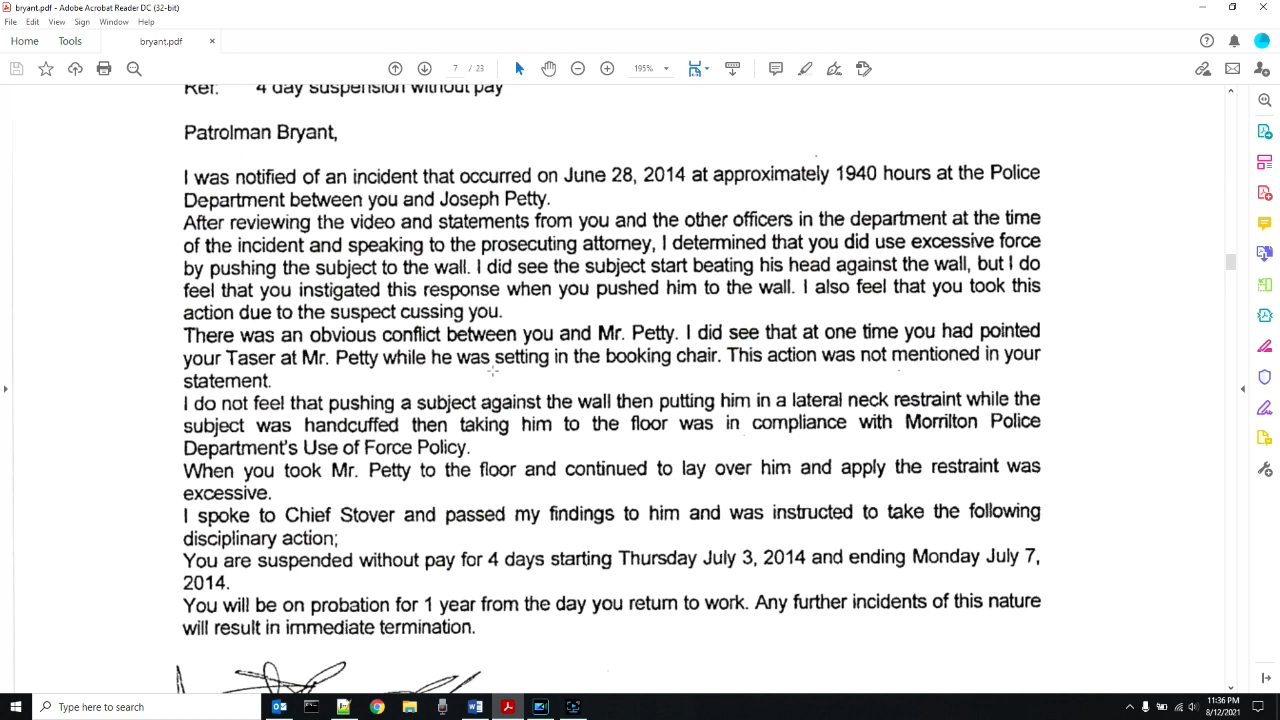 bryant.pdf - Adobe Acrobat Reader DC (32-bit)
File Edit View Sign Window Help
Home Tools bryant.pdf ×
7 / 23 195%
Ref: 4 day suspension without pay
Patrolman Bryant,
I was notified of an incident that occurred on June 28, 2014 at approximately 1940 hours at the Police
Department between you and Joseph Petty.
After reviewing the video and statements from you and the other officers in the department at the time
of the incident and speaking to the prosecuting attorney, I determined that you did use excessive force
by pushing the subject to the wall. I did see the subject start beating his head against the wall, but I do
feel that you instigated this response when you pushed him to the wall. I also feel that you took this
action due to the suspect cussing you.
There was an obvious conflict between you and Mr. Petty. I did see that at one time you had pointed
your Taser at Mr. Petty while he was setting in the booking chair. This action was not mentioned in your
statement.
I do not feel that pushing a subject against the wall then putting him in a lateral neck restraint while the
subject was handcuffed then taking him to the floor was in compliance with Morrilton Police
Department's Use of Force Policy.
When you took Mr. Petty to the floor and continued to lay over him and apply the restraint was
excessive.
I spoke to Chief Stover and passed my findings to him and was instructed to take the following
disciplinary action;
You are suspended without pay for 4 days starting Thursday July 3, 2014 and ending Monday July 7,
2014.
You will be on probation for 1 year from the day you return to work. Any further incidents of this nature
will result in immediate termination.
Type here to search
11:36 PM
8/12/2021